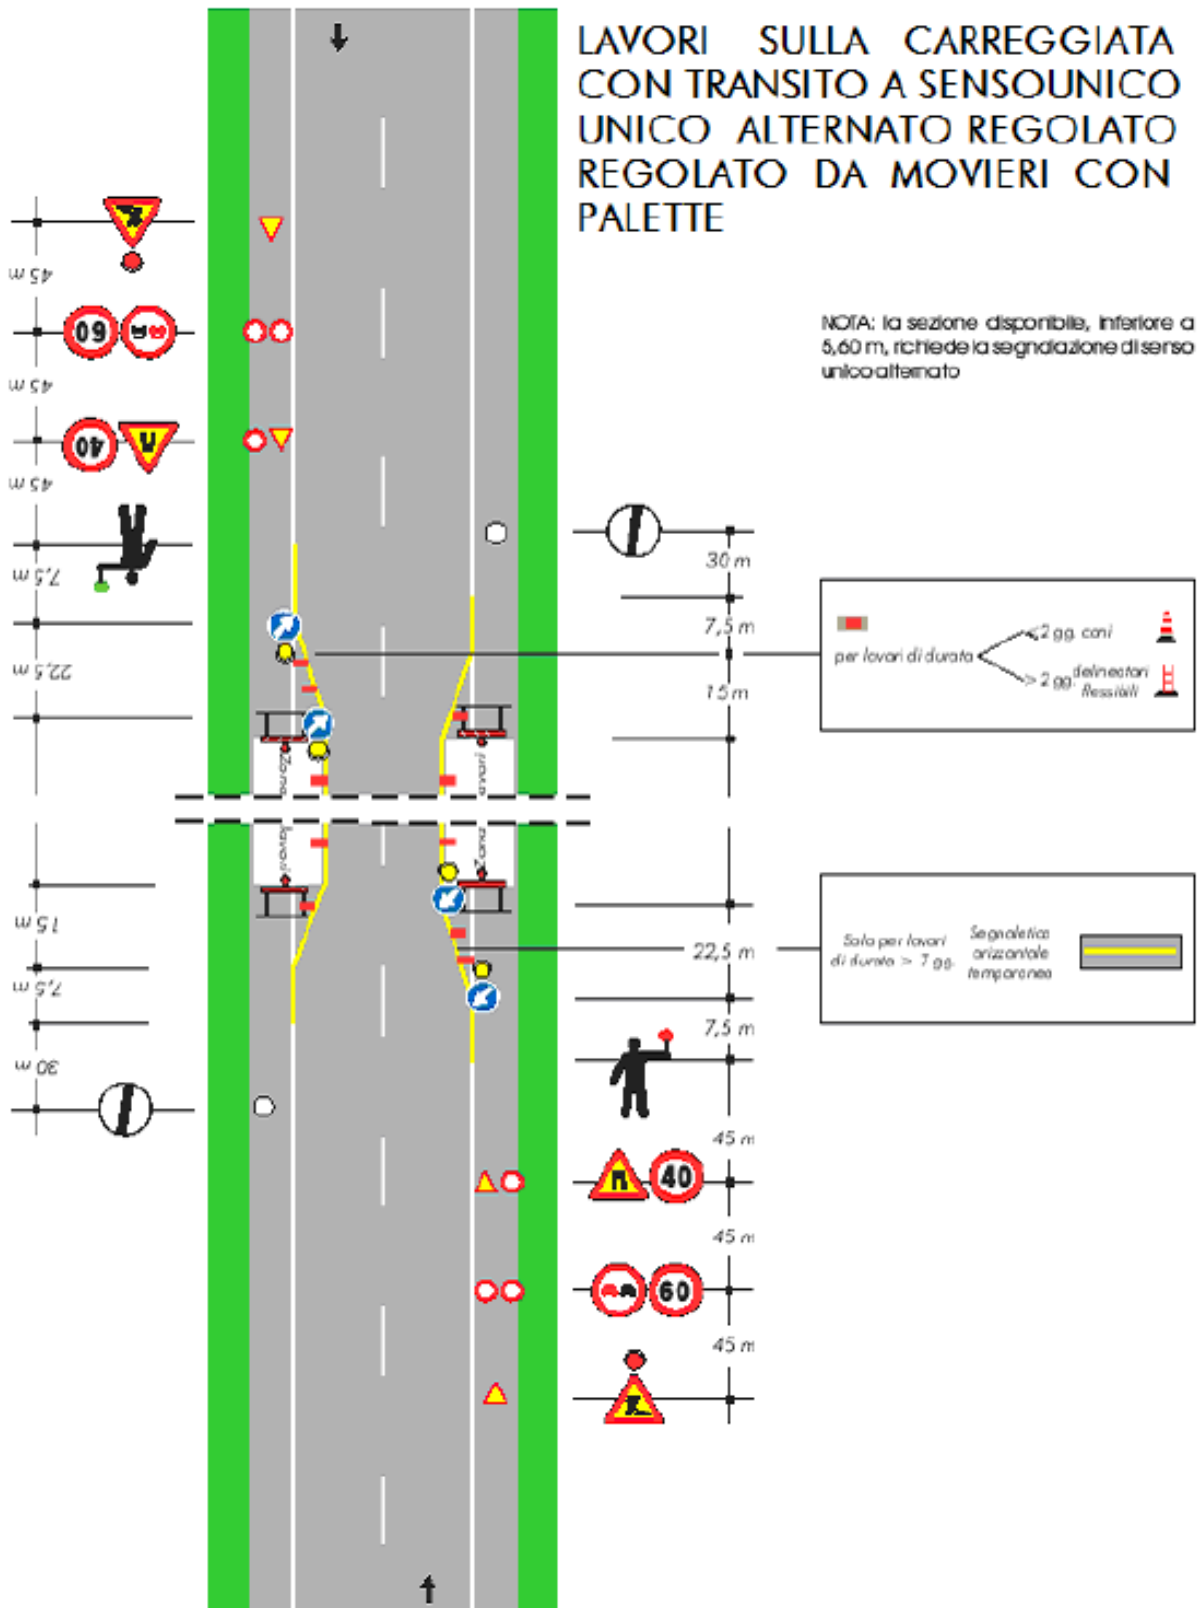 LAVORI SULLA CARREGGIATA
CON TRANSITO A SENSOUNICO
UNICO ALTERNATO REGOLATO
REGOLATO DA MOVIERI CON
PALETTE
NOTA: la sezione disponibile, inferiore a
5,60 m, richiede la segnalazione di senso
unico alternato
45 m
60
45 m
40
45 m
7,5 m
22,5 m
30 m
7,5 m
15 m
per lavori di durata
<2 gg. coni
> 2 gg. delineatori
flessibili
Zona
lavori
lavori
Zona
15 m
7,5 m
30 m
22,5 m
7,5 m
Solo per lavori
di durata > 7 gg.
Segnaletica
orizzontale
temporanea
45 m
40
45 m
60
45 m